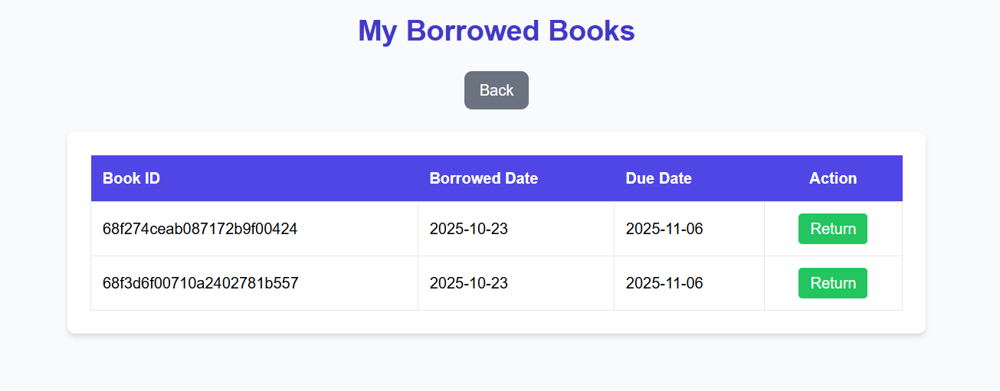 My Borrowed Books
Back
Book ID Borrowed Date Due Date Action
68f274ceab087172b9f00424 2025-10-23 2025-11-06 Return
68f3d6f00710a2402781b557 2025-10-23 2025-11-06 Return